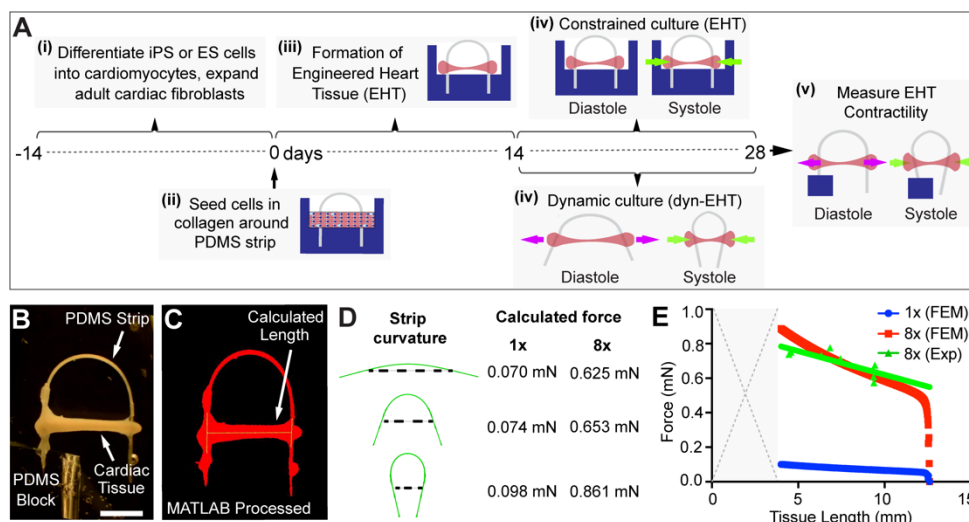 A
(i) Differentiate iPS or ES cells
into cardiomyocytes, expand
adult cardiac fibroblasts
(iii) Formation of
Engineered Heart
Tissue (EHT)
(iv) Constrained culture (EHT)
Diastole Systole
(v) Measure EHT
Contractility
Diastole Systole
-14 0 days 14 28
(ii) Seed cells in
collagen around
PDMS strip
(iv) Dynamic culture (dyn-EHT)
Diastole Systole
B
PDMS Strip
PDMS
Block
Cardiac
Tissue
C
Calculated
Length
MATLAB Processed
D
Strip
curvature
Calculated force
1x 8x
0.070 mN 0.625 mN
0.074 mN 0.653 mN
0.098 mN 0.861 mN
E
1x (FEM)
8x (FEM)
8x (Exp)
Force (mN)
1.0
0.8
0.6
0.4
0.2
0
0 5 10 15
Tissue Length (mm)